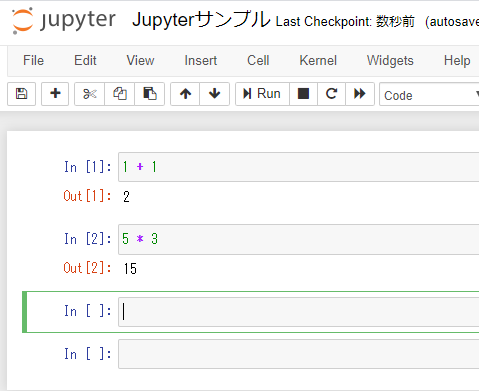 jupyter Jupyterサンプル Last Checkpoint: 数秒前 (autosave
File Edit View Insert Cell Kernel Widgets Help
Run Code
In [1]: 1 + 1
Out[1]: 2
In [2]: 5 * 3
Out[2]: 15
In [ ]:
In [ ]: